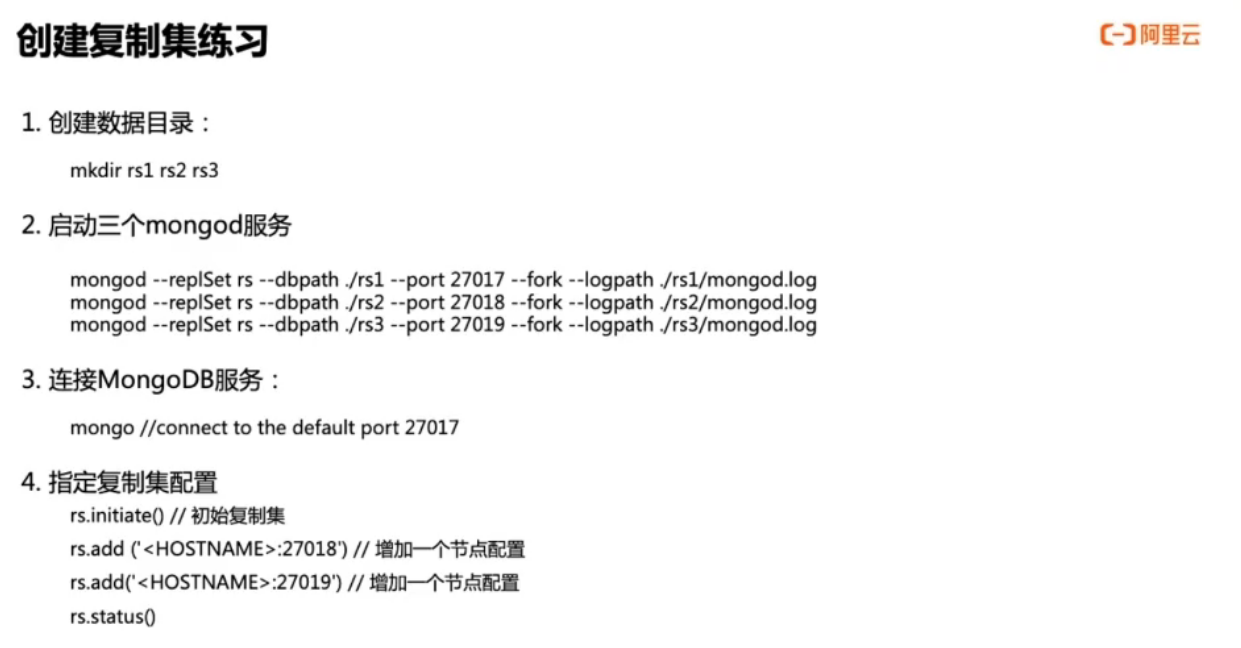 创建复制集练习
阿里云
1. 创建数据目录：
mkdir rs1 rs2 rs3
2. 启动三个mongod服务
mongod --replSet rs --dbpath ./rs1 --port 27017 --fork --logpath ./rs1/mongod.log
mongod --replSet rs --dbpath ./rs2 --port 27018 --fork --logpath ./rs2/mongod.log
mongod --replSet rs --dbpath ./rs3 --port 27019 --fork --logpath ./rs3/mongod.log
3. 连接MongoDB服务：
mongo //connect to the default port 27017
4. 指定复制集配置
rs.initiate() // 初始复制集
rs.add ('<HOSTNAME>:27018') // 增加一个节点配置
rs.add('<HOSTNAME>:27019') // 增加一个节点配置
rs.status()